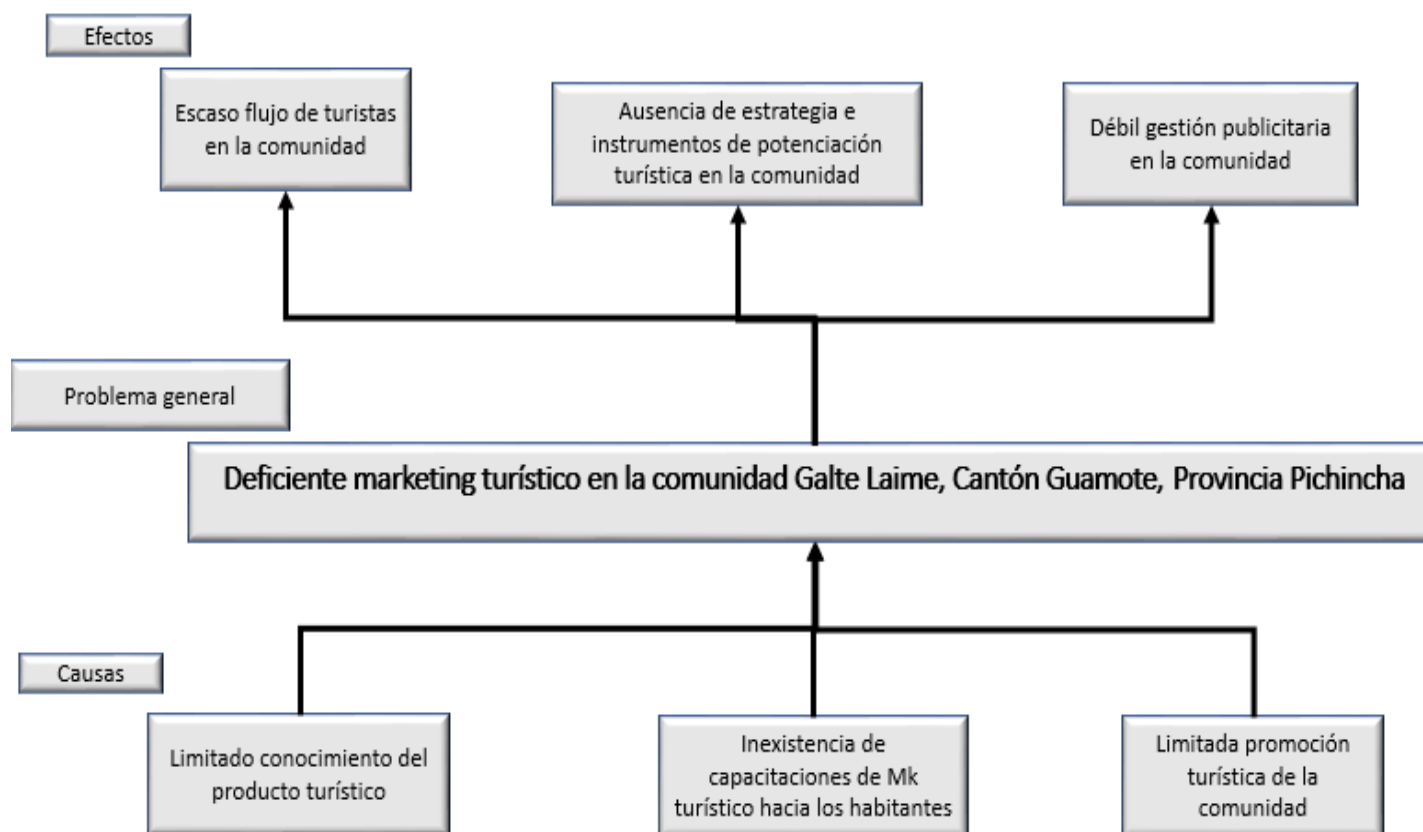 Efectos
Escaso flujo de turistas
en la comunidad
Ausencia de estrategia e
instrumentos de potenciación
turística en la comunidad
Débil gestión publicitaria
en la comunidad
Problema general
Deficiente marketing turístico en la comunidad Galte Laime, Cantón Guamote, Provincia Pichincha
Causas
Limitado conocimiento del
producto turístico
Inexistencia de
capacitaciones de Mk
turístico hacia los habitantes
Limitada promoción
turística de la
comunidad